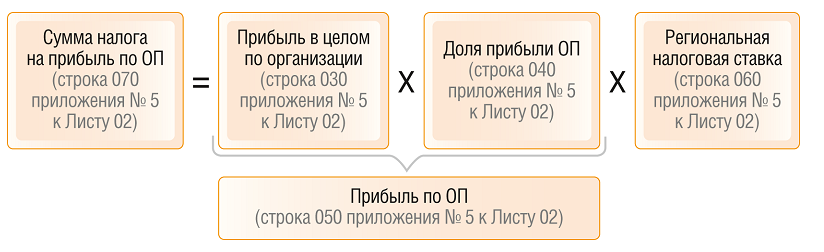 Сумма налога
на прибыль по ОП
(строка 070
приложения № 5
к Листу 02)
=
Прибыль в целом
по организации
(строка 030
приложения № 5
к Листу 02)
X
Доля прибыли ОП
(строка 040
приложения № 5
к Листу 02)
X
Региональная
налоговая ставка
(строка 060
приложения № 5
к Листу 02)
Прибыль по ОП
(строка 050 приложения № 5 к Листу 02)